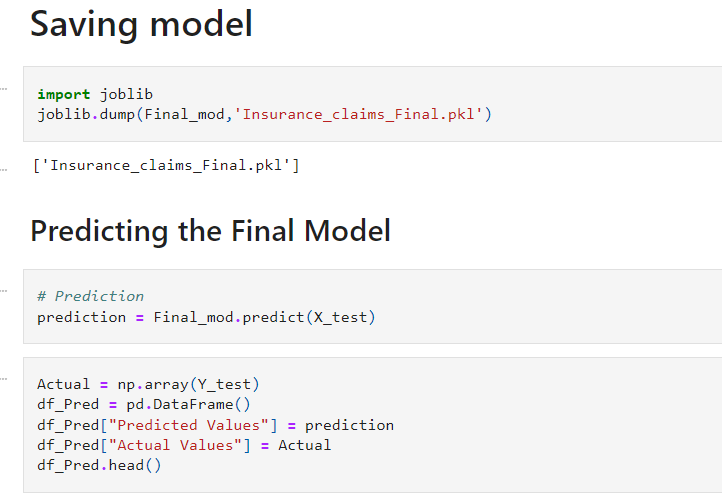 Saving model
import joblib
joblib.dump(Final_mod,'Insurance_claims_Final.pkl')
['Insurance_claims_Final.pkl']
Predicting the Final Model
# Prediction
prediction = Final_mod.predict(X_test)
Actual = np.array(Y_test)
df_Pred = pd.DataFrame()
df_Pred["Predicted Values"] = prediction
df_Pred["Actual Values"] = Actual
df_Pred.head()